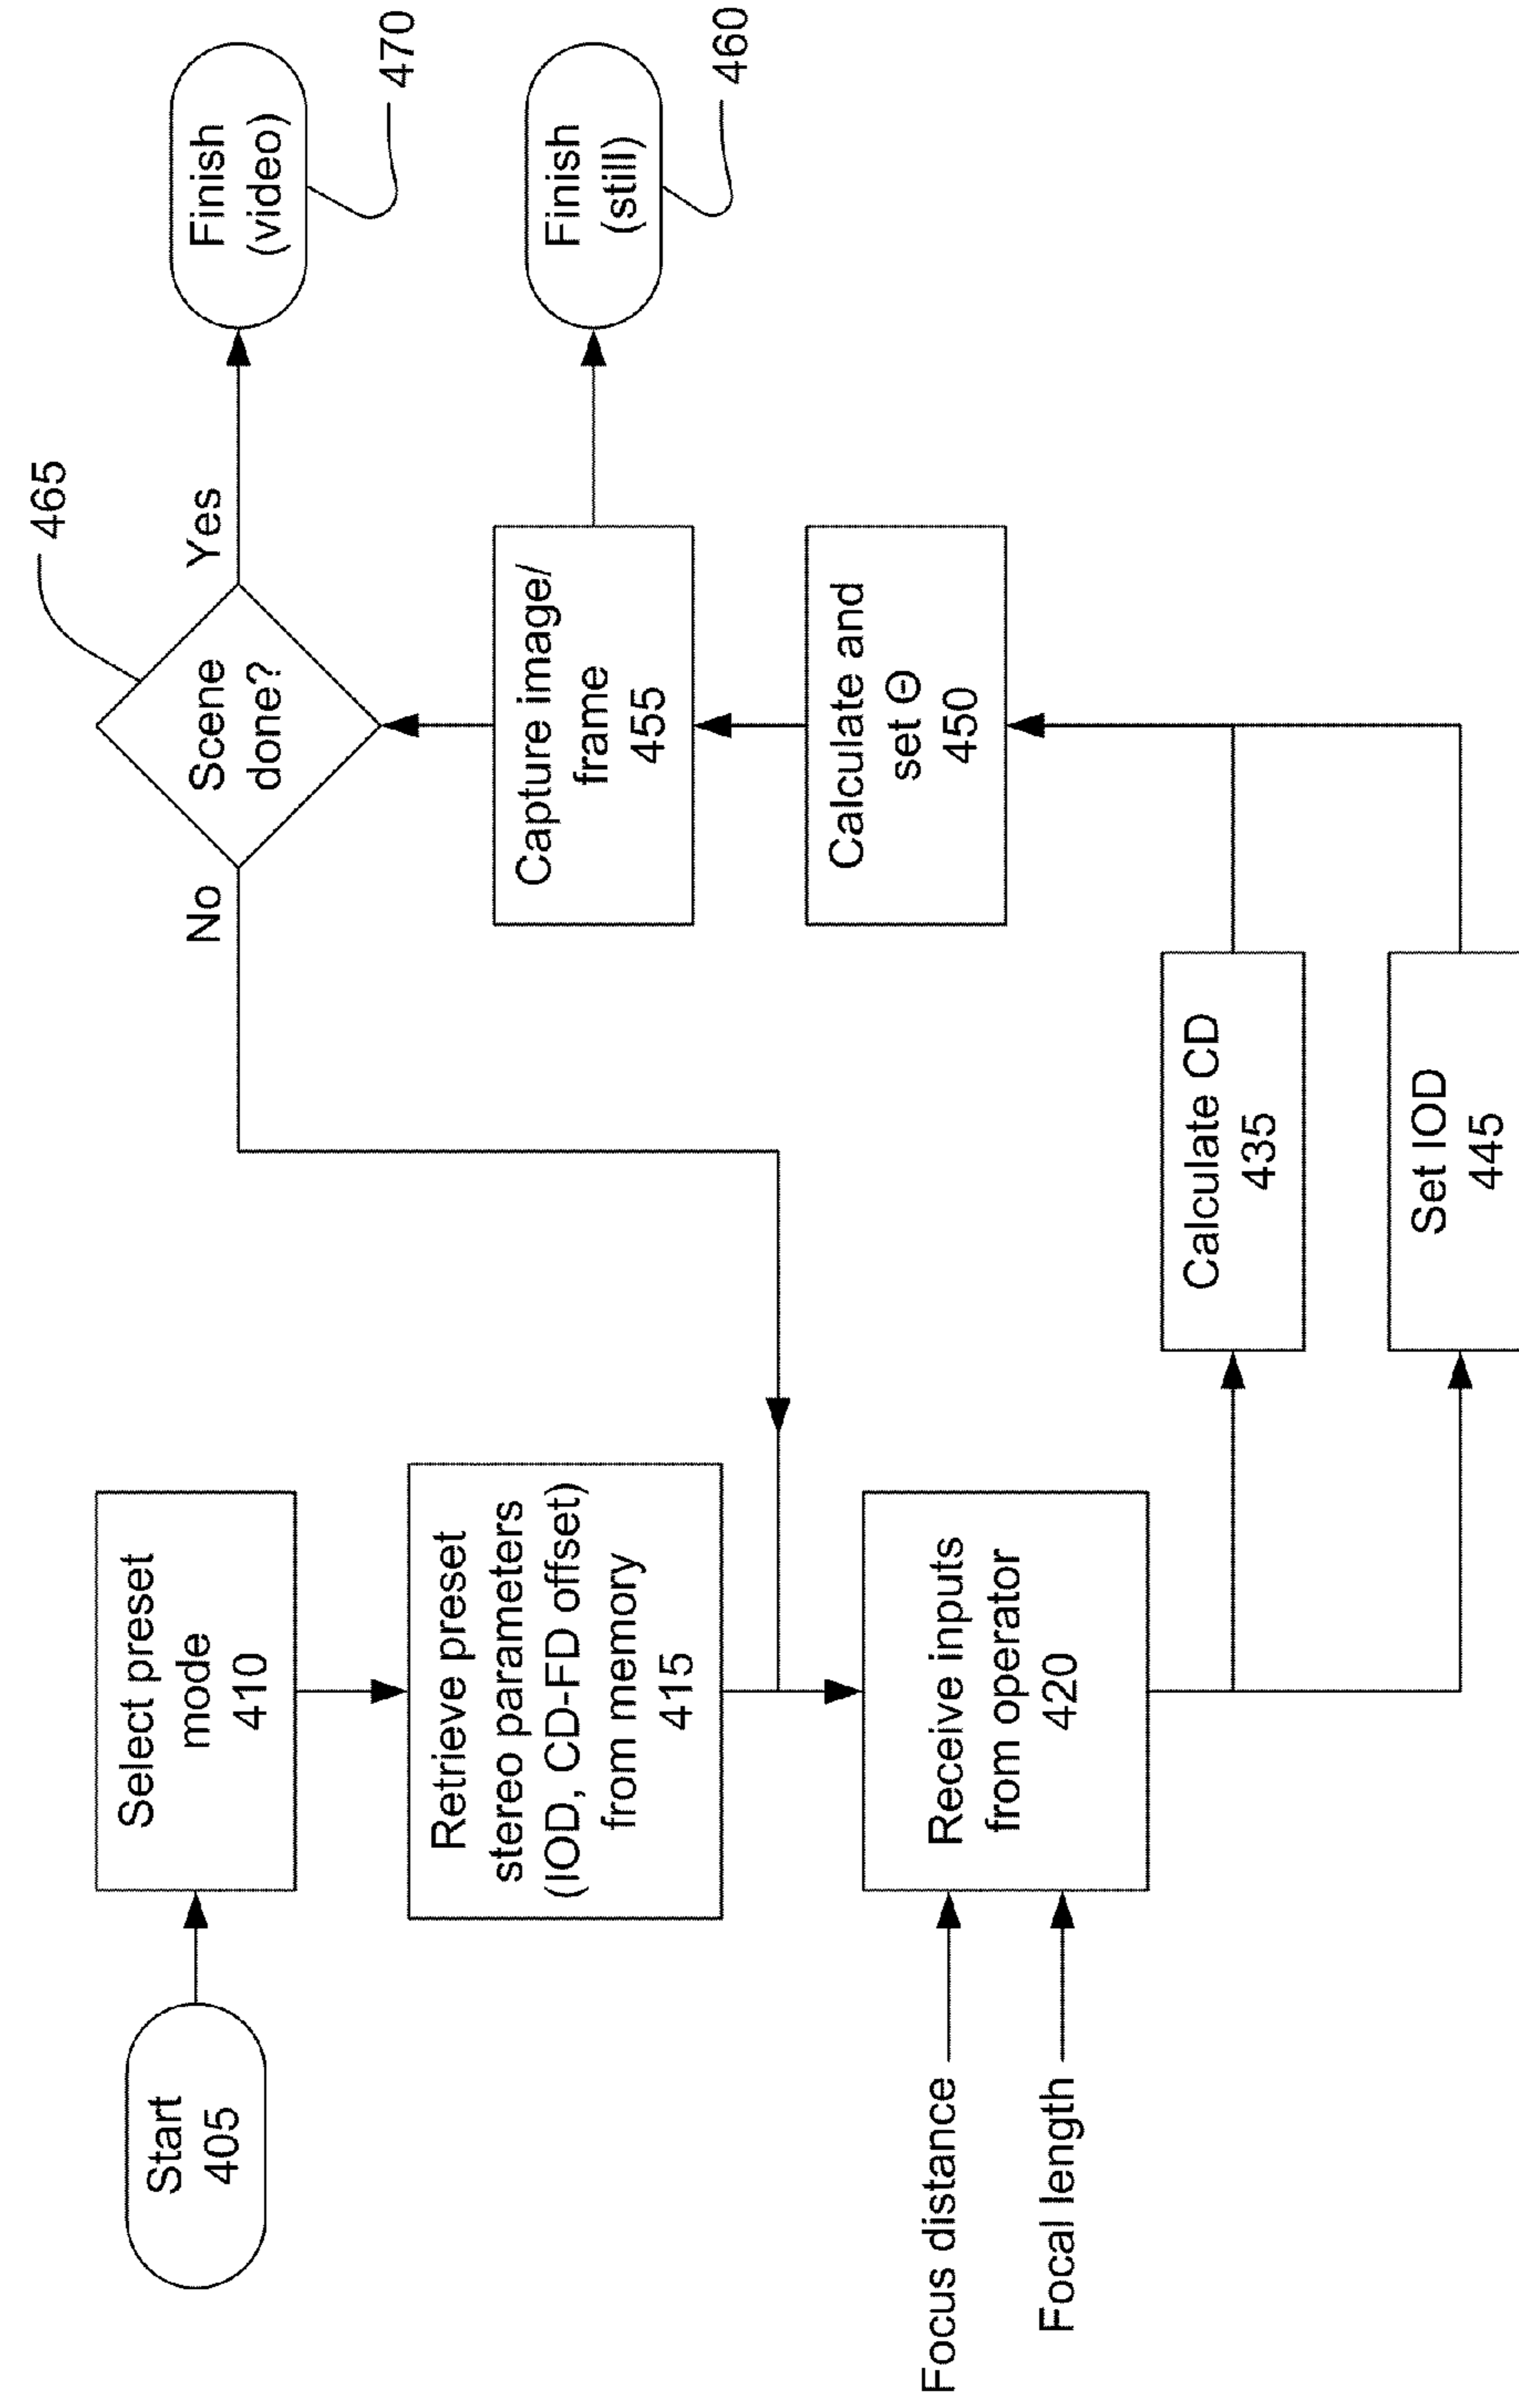 Start
405
Select preset
mode
410
Retrieve preset
stereo parameters
(IOD, CD-FD offset)
from memory
415
Focus distance
Focal length
Receive inputs
from operator
420
Calculate CD
435
Set IOD
445
Calculate and
set Θ
450
Capture image/
frame
455
Scene
done?
465
No
Yes
Finish
(video)
470
Finish
(still)
460